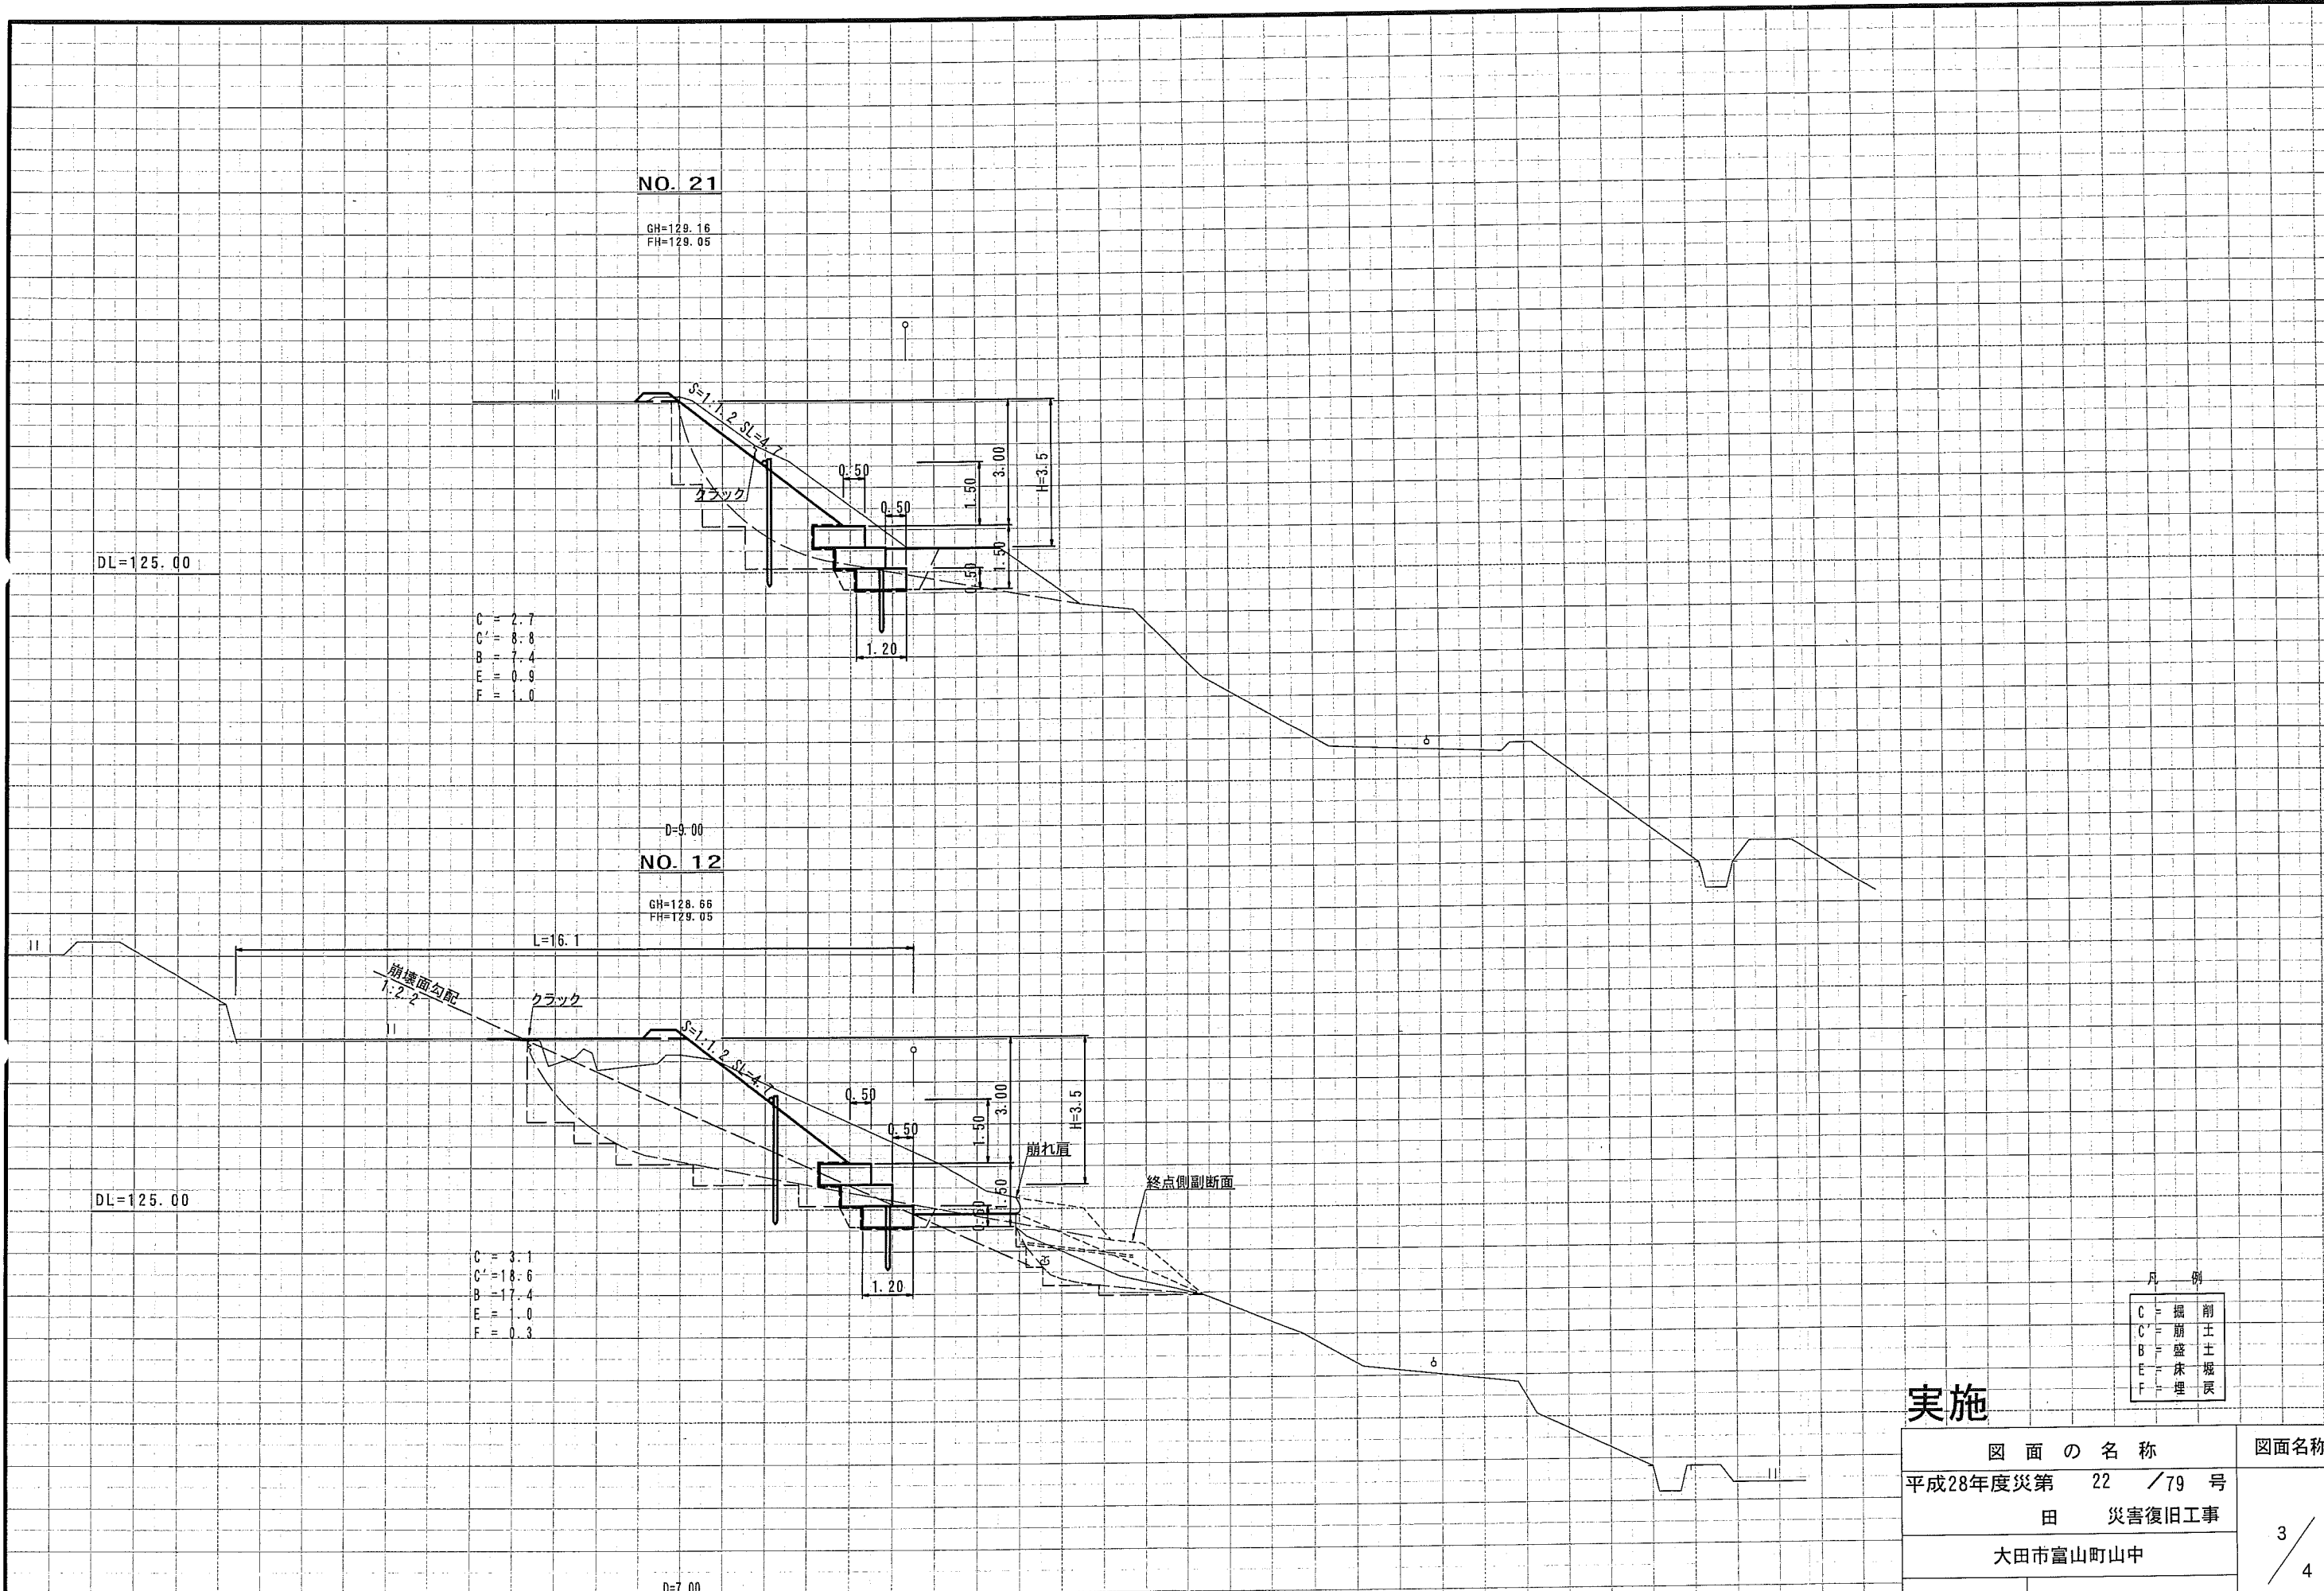 NO. 21
GH=129.16
FH=129.05
S=1:1.2 SL=4.7
クラック
0.50
0.50
1.50
3.00
H=3.5
1.50
0.50
1.20
DL=125.00
C = 2.7
C' = 8.8
B = 7.4
E = 0.9
F = 1.0
D=9.00
NO. 12
GH=128.66
FH=129.05
L=16.1
崩壊面勾配
1:2.2
クラック
S=1:1.2 SL=4.7
0.50
0.50
1.50
3.00
H=3.5
崩れ肩
終点側副断面
1.50
0.50
1.20
DL=125.00
C = 3.1
C' =18.6
B =17.4
E = 1.0
F = 0.3
D=7.00
凡 例
C = 掘 削
C' = 崩 土
B = 盛 土
E = 床 堀
F = 埋 戻
実施
図 面 の 名 称
図面名称
平成28年度災第 22 /79 号
田 災害復旧工事
大田市富山町山中
3/4